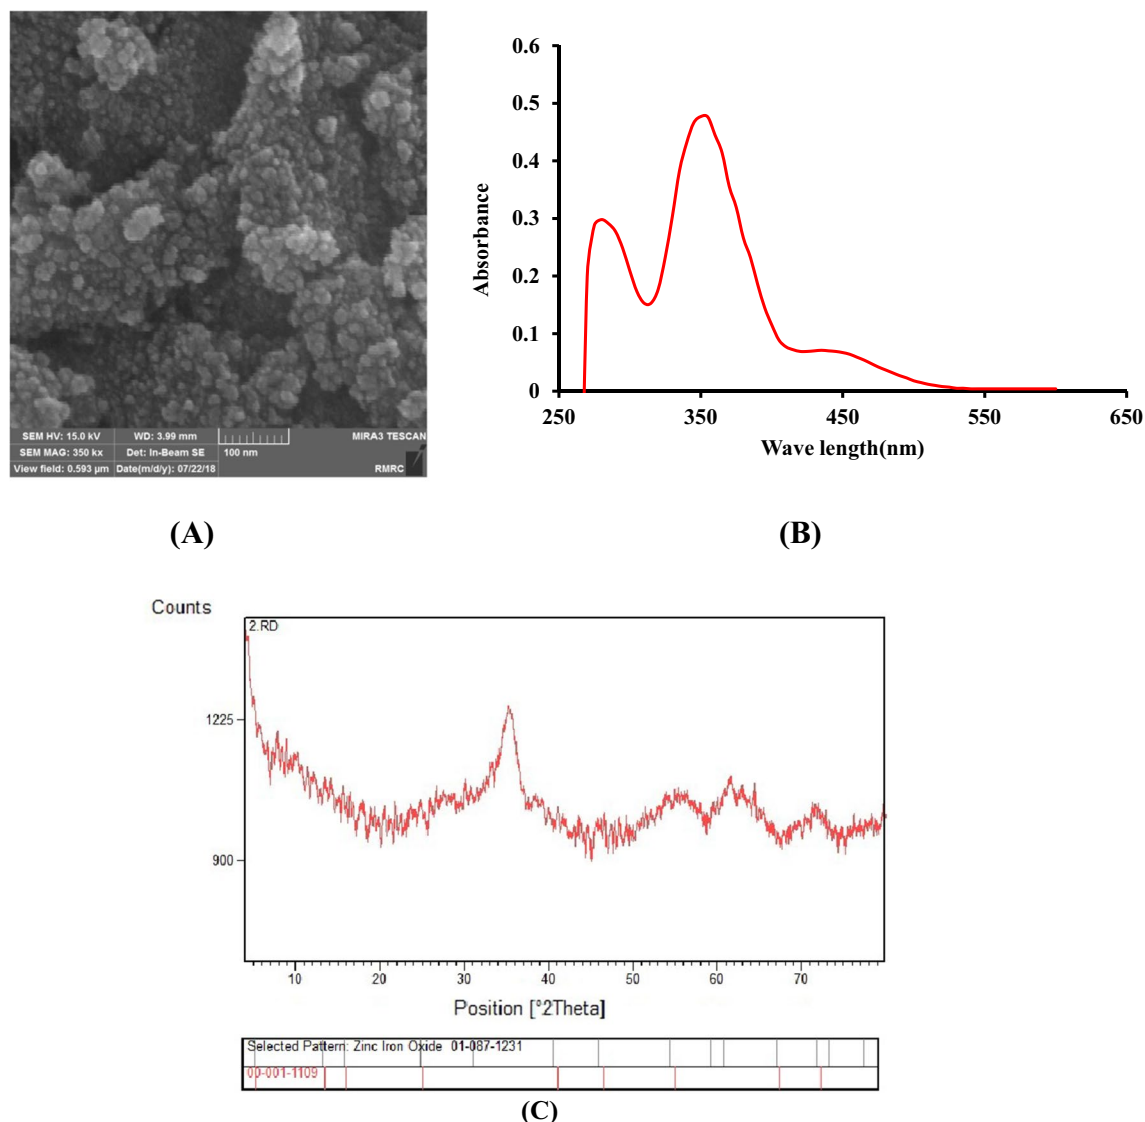 SEM HV: 15.0 kV WD: 3.99 mm MIRA3 TESCAN
SEM MAG: 350 kx Det: In-Beam SE 100 nm
View field: 0.593 µm Date(m/d/y): 07/22/18 RMRC
(A)
0.6
0.5
0.4
0.3
0.2
0.1
0
Absorbance
250 350 450 550 650
Wave length(nm)
(B)
Counts
2.RD
1225
900
10 20 30 40 50 60 70
Position [°2Theta]
Selected Pattern: Zinc Iron Oxide 01-087-1231
00-001-1109
(C)